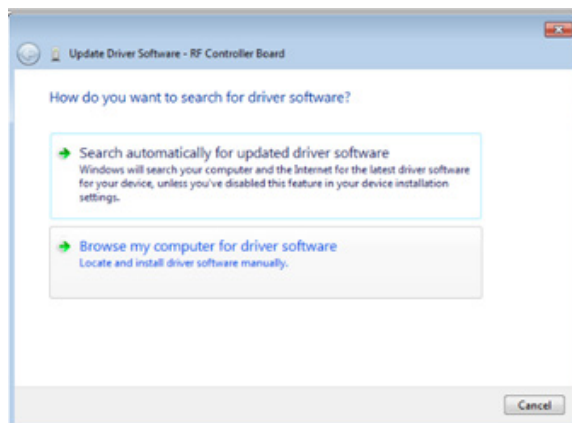 Update Driver Software - RF Controller Board
How do you want to search for driver software?
Search automatically for updated driver software
Windows will search your computer and the Internet for the latest driver software
for your device, unless you've disabled this feature in your device installation
settings.
Browse my computer for driver software
Locate and install driver software manually.
Cancel